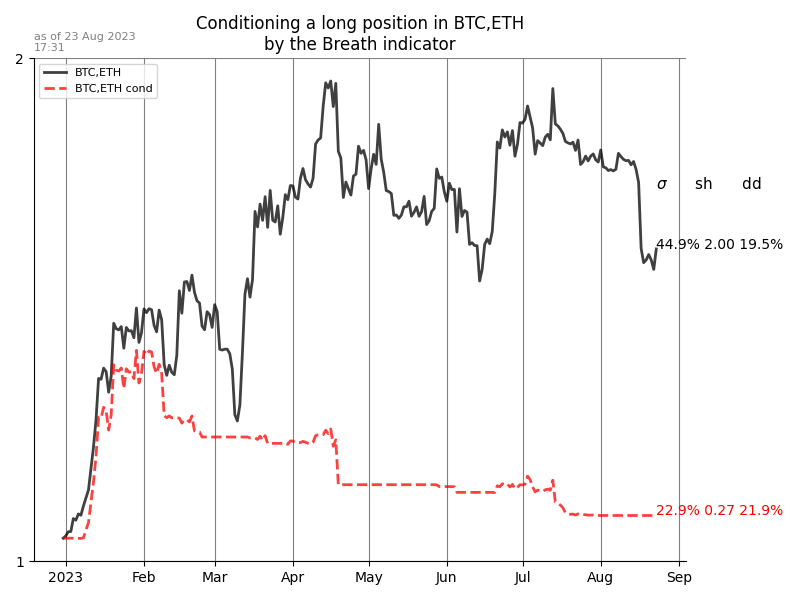 Conditioning a long position in BTC,ETH
by the Breath indicator
as of 23 Aug 2023
17:31
2
BTC,ETH
BTC,ETH cond
σ sh dd
44.9% 2.00 19.5%
22.9% 0.27 21.9%
1
2023 Feb Mar Apr May Jun Jul Aug Sep